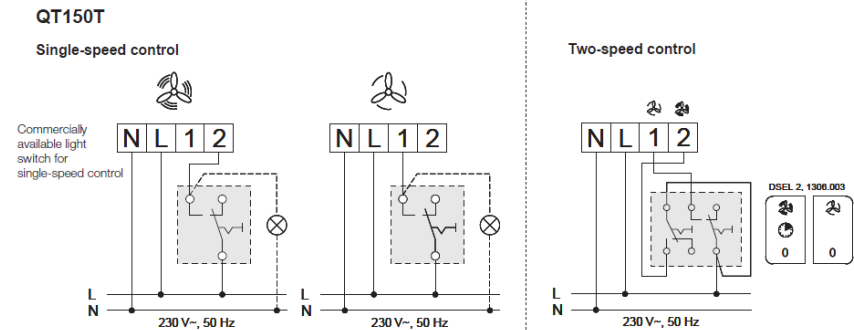 QT150T
Single-speed control
Two-speed control
Commercially
available light
switch for
single-speed control
N L 1 2
N L 1 2
N L 1 2
DSEL 2, 1306.003
0 0
L
N
230 V~, 50 Hz
L
N
230 V~, 50 Hz
L
N
230 V~, 50 Hz